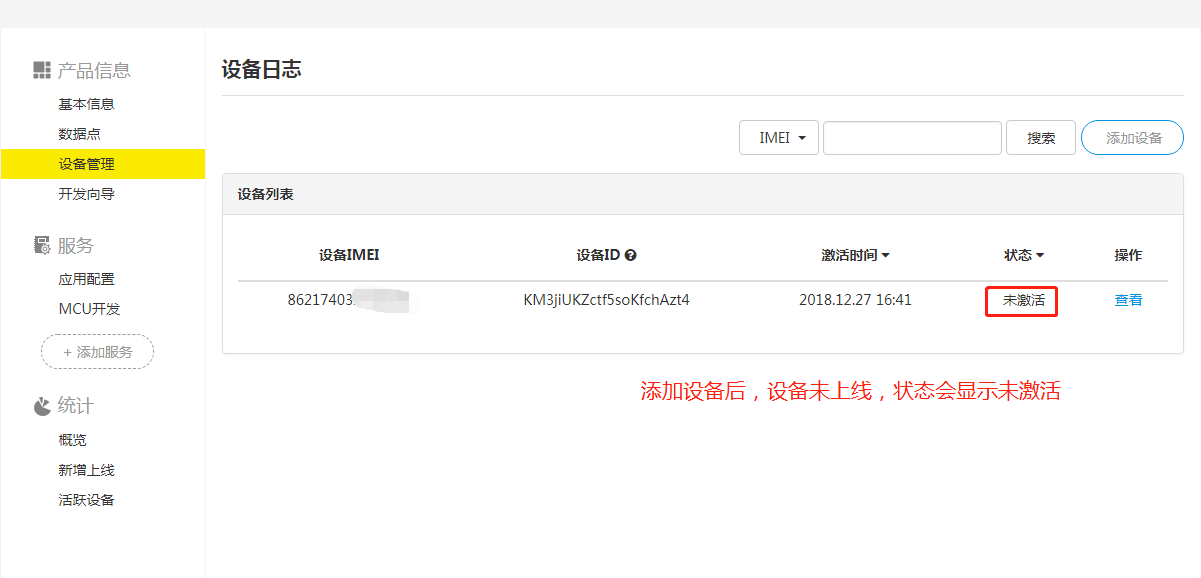 产品信息
基本信息
数据点
设备管理
开发向导
服务
应用配置
MCU开发
+ 添加服务
统计
概览
新增上线
活跃设备
设备日志
IMEI 搜索 添加设备
设备列表
设备IMEI 设备ID 激活时间 状态 操作
86217403 KM3jiUKZctf5soKfchAzt4 2018.12.27 16:41 未激活 查看
添加设备后，设备未上线，状态会显示未激活